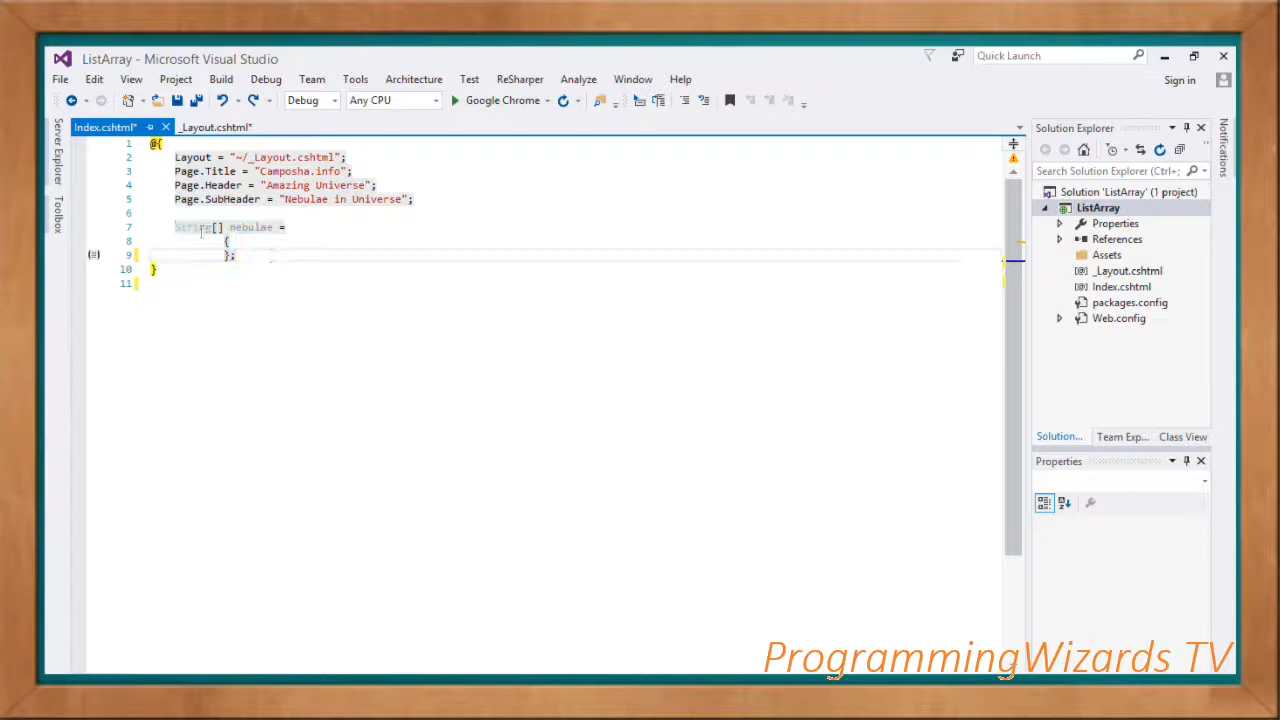 ListArray - Microsoft Visual Studio
Quick Launch
File Edit View Project Build Debug Team Tools Architecture Test ReSharper Analyze Window Help
Sign in
Debug Any CPU Google Chrome
Index.cshtml* _Layout.cshtml*
Server Explorer
Toolbox
1 @{
2 Layout = "~/_Layout.cshtml";
3 Page.Title = "Camposha.info";
4 Page.Header = "Amazing Universe";
5 Page.SubHeader = "Nebulae in Universe";
6
7 String[] nebulae =
8 {
9 };
10 }
11
Solution Explorer
Search Solution Explorer (Ctrl+;
Solution 'ListArray' (1 project)
ListArray
Properties
References
Assets
_Layout.cshtml
Index.cshtml
packages.config
Web.config
Solution... Team Exp... Class View
Properties
Notifications
ProgrammingWizards TV